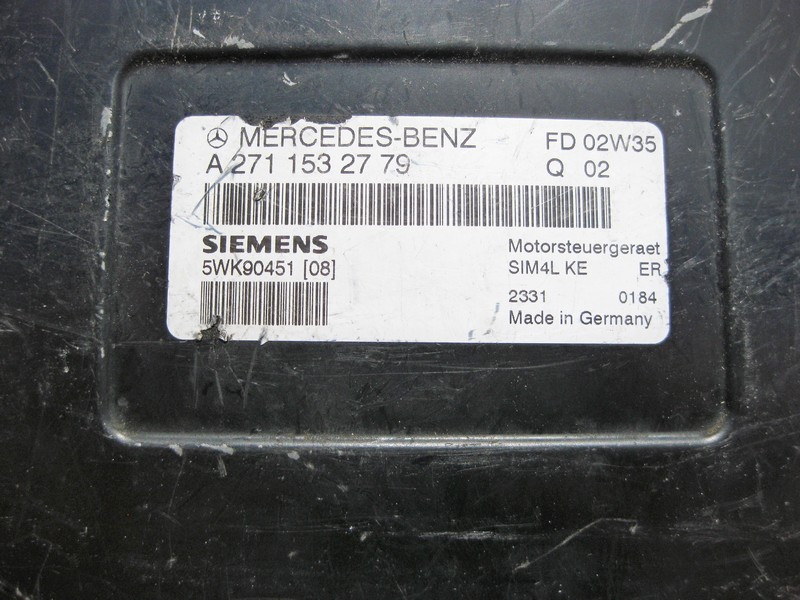 MERCEDES-BENZ FD 02W35
A 271 153 27 79 Q 02
SIEMENS
5WK90451 [08]
Motorsteuergeraet
SIM4L KE ER
2331 0184
Made in Germany